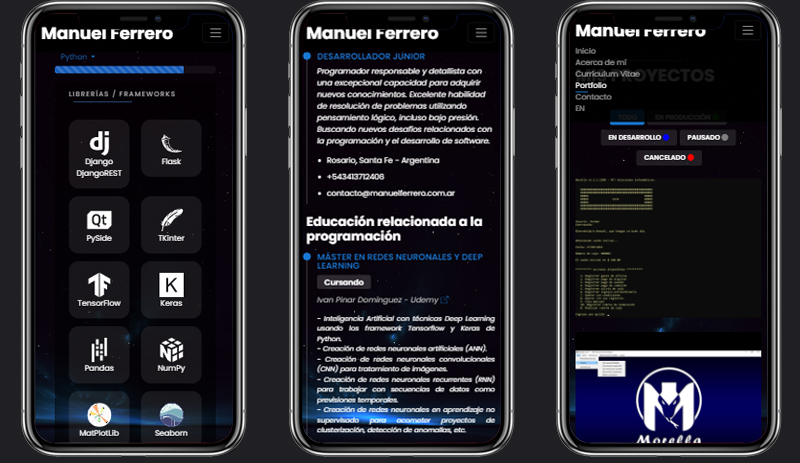 Manuel Ferrero
Python
LIBRERÍAS / FRAMEWORKS
dj
Django
DjangoREST
Flask
Qt
PySide
TKinter
TensorFlow
K
Keras
Pandas
NumPy
MatPlotLib
Seaborn
Manuel Ferrero
DESARROLLADOR JUNIOR
Programador responsable y detallista con
una excepcional capacidad para adquirir
nuevos conocimientos. Excelente habilidad
de resolución de problemas utilizando
pensamiento lógico, incluso bajo presión.
Buscando nuevos desafíos relacionados con
la programación y el desarrollo de software.
Rosario, Santa Fe - Argentina
+543413712406
contacto@manuelferrero.com.ar
Educación relacionada a la
programación
MÁSTER EN REDES NEURONALES Y DEEP
LEARNING
Cursando
Ivan Pinar Domínguez - Udemy
- Inteligencia Artificial con técnicas Deep Learning
usando los framework Tensorflow y Keras de
Python.
- Creación de redes neuronales artificiales (ANN).
- Creación de redes neuronales convolucionales
(CNN) para tratamiento de imágenes.
- Creación de redes neuronales recurrentes (RNN)
para trabajar con secuencias de datos como
previsiones temporales.
- Creación de redes neuronales en aprendizaje no
supervisado para acometer proyectos de
clusterización, detección de anomalías, etc.
Manuel Ferrero
Inicio
Acerca de mí
Curriculum Vitae
PROYECTOS
Portfolio
Contacto
EN
TODO
EN PRODUCCIÓN
EN DESARROLLO
PAUSADO
CANCELADO
M
Morella